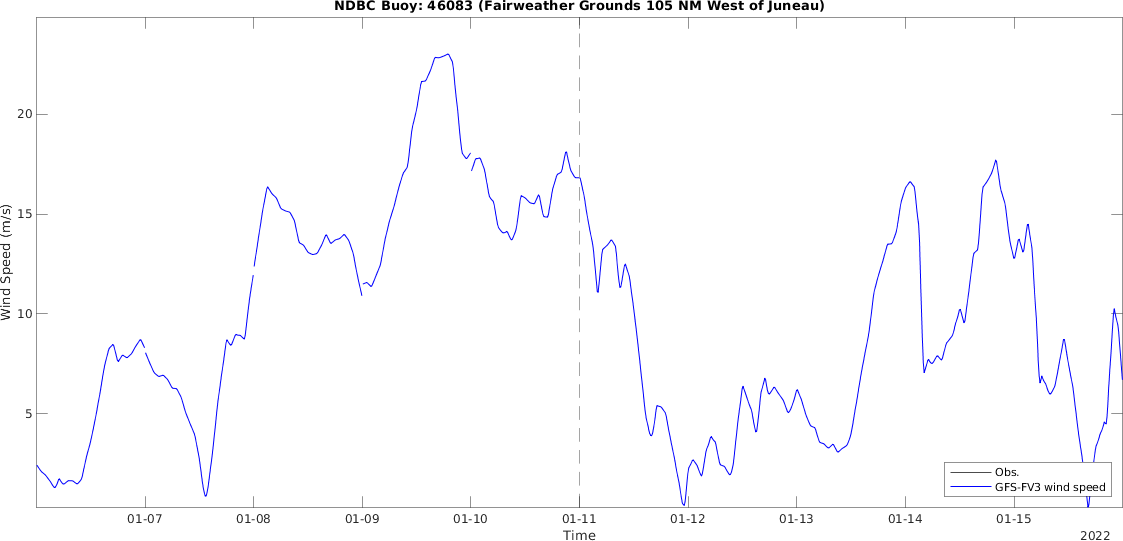 NDBC Buoy: 46083 (Fairweather Grounds 105 NM West of Juneau)
Wind Speed (m/s)
20
15
10
5
01-07 01-08 01-09 01-10 01-11 01-12 01-13 01-14 01-15
Time
2022
Obs.
GFS-FV3 wind speed